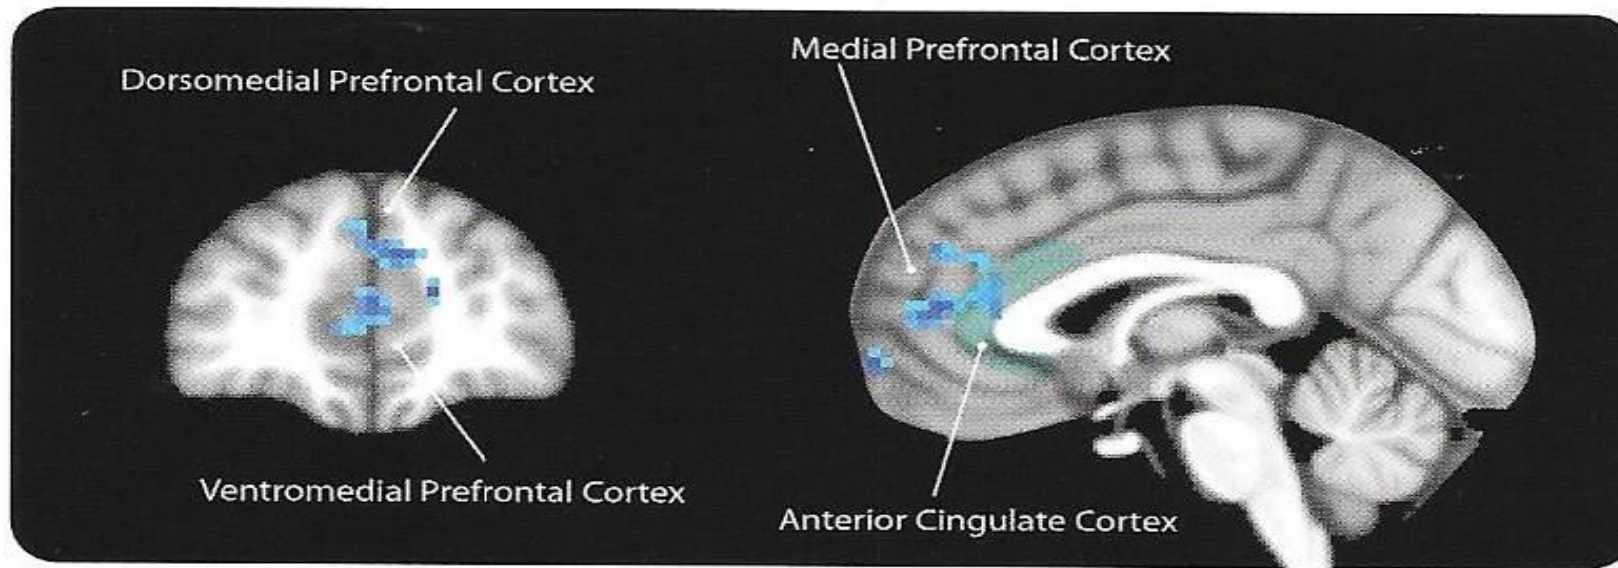 Medial Prefrontal Cortex
Dorsomedial Prefrontal Cortex
Ventromedial Prefrontal Cortex
Anterior Cingulate Cortex